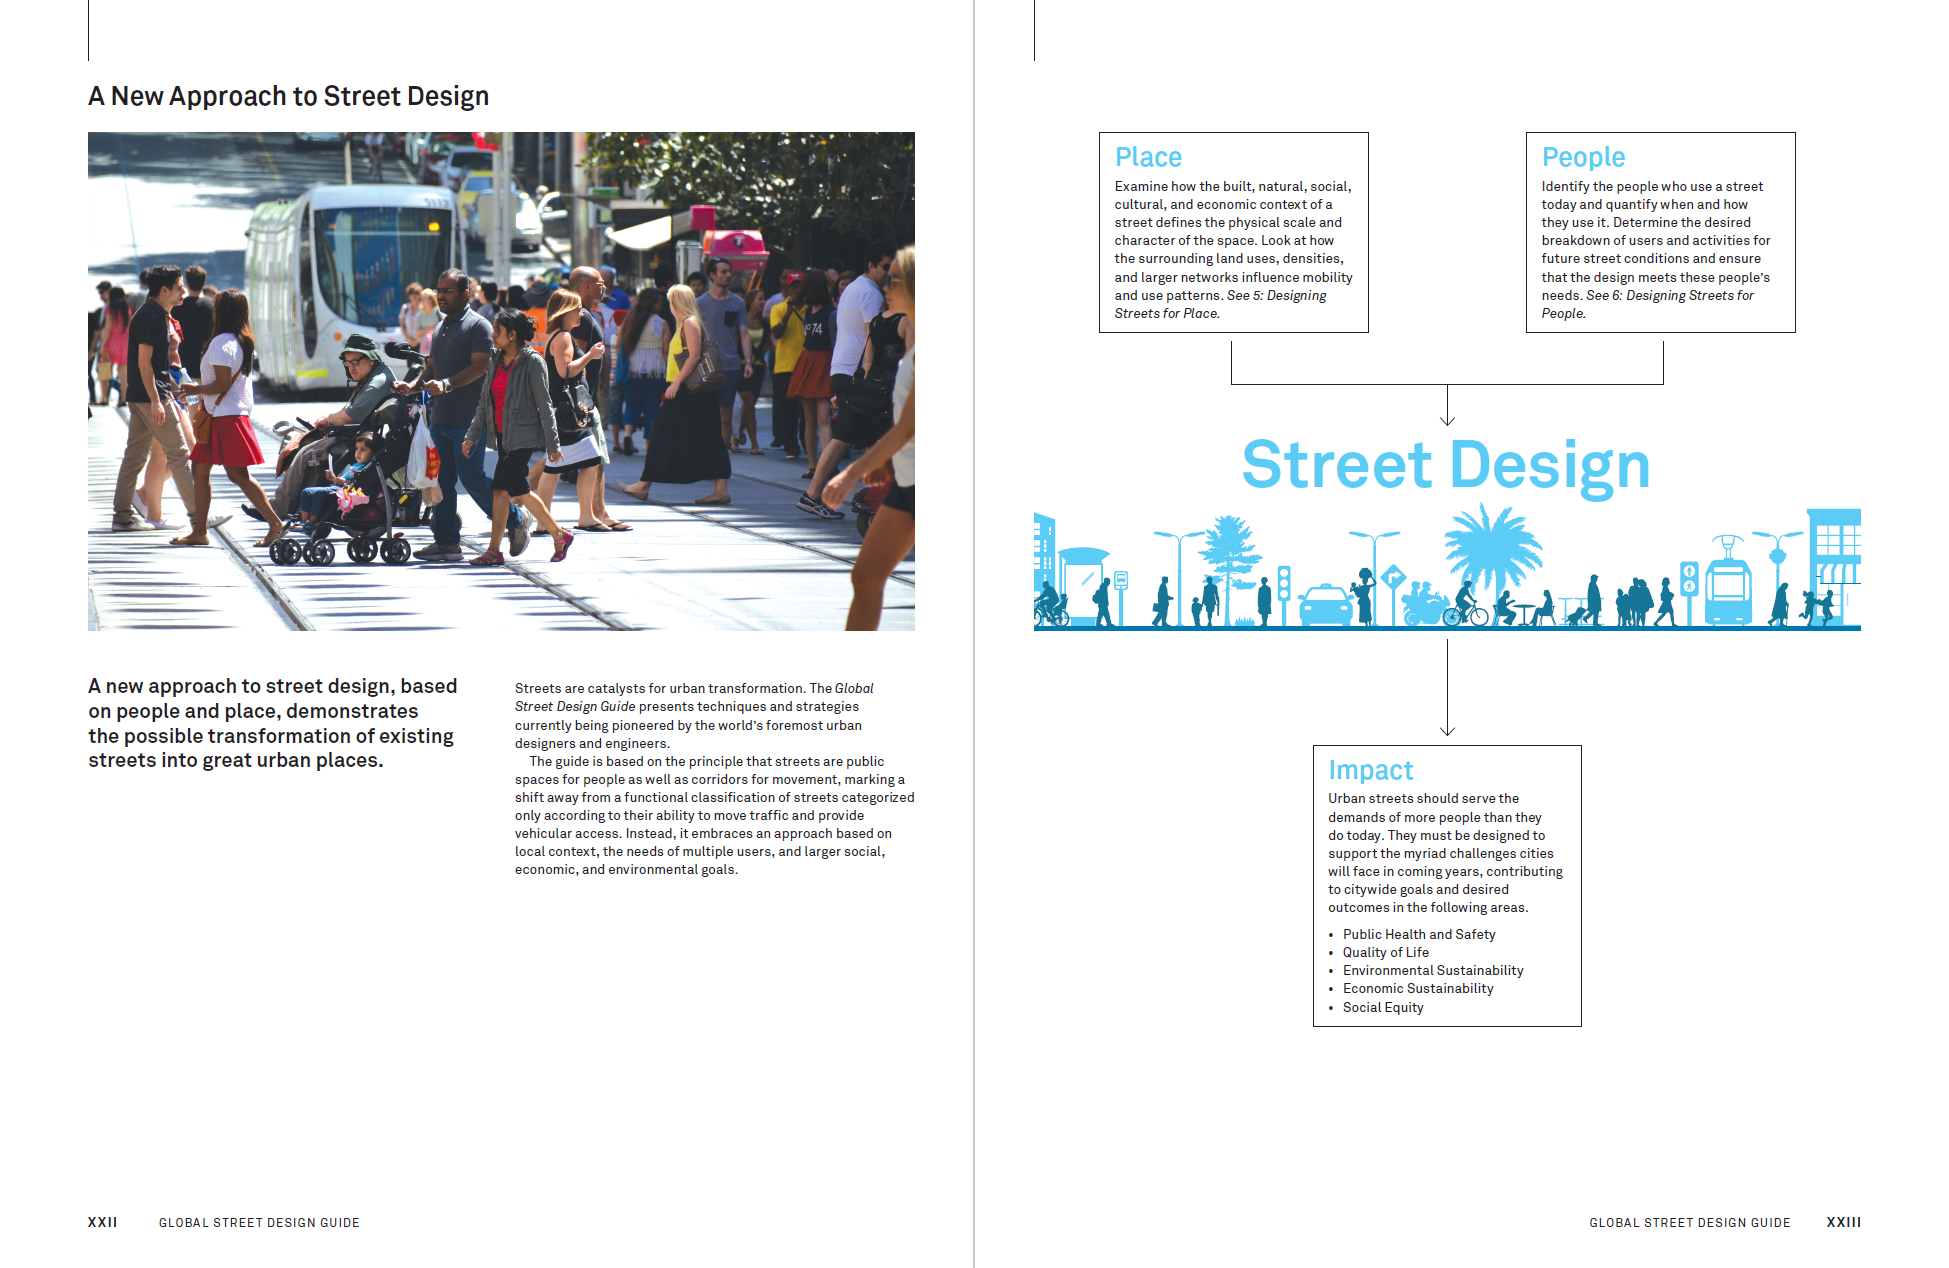 A New Approach to Street Design
A new approach to street design, based
on people and place, demonstrates
the possible transformation of existing
streets into great urban places.
Streets are catalysts for urban transformation. The Global
Street Design Guide presents techniques and strategies
currently being pioneered by the world’s foremost urban
designers and engineers.
The guide is based on the principle that streets are public
spaces for people as well as corridors for movement, marking a
shift away from a functional classification of streets categorized
only according to their ability to move traffic and provide
vehicular access. Instead, it embraces an approach based on
local context, the needs of multiple users, and larger social,
economic, and environmental goals.
XXII GLOBAL STREET DESIGN GUIDE
Place
Examine how the built, natural, social,
cultural, and economic context of a
street defines the physical scale and
character of the space. Look at how
the surrounding land uses, densities,
and larger networks influence mobility
and use patterns. See 5: Designing
Streets for Place.
People
Identify the people who use a street
today and quantify when and how
they use it. Determine the desired
breakdown of users and activities for
future street conditions and ensure
that the design meets these people’s
needs. See 6: Designing Streets for
People.
Street Design
Impact
Urban streets should serve the
demands of more people than they
do today. They must be designed to
support the myriad challenges cities
will face in coming years, contributing
to citywide goals and desired
outcomes in the following areas.
• Public Health and Safety
• Quality of Life
• Environmental Sustainability
• Economic Sustainability
• Social Equity
GLOBAL STREET DESIGN GUIDE XXIII